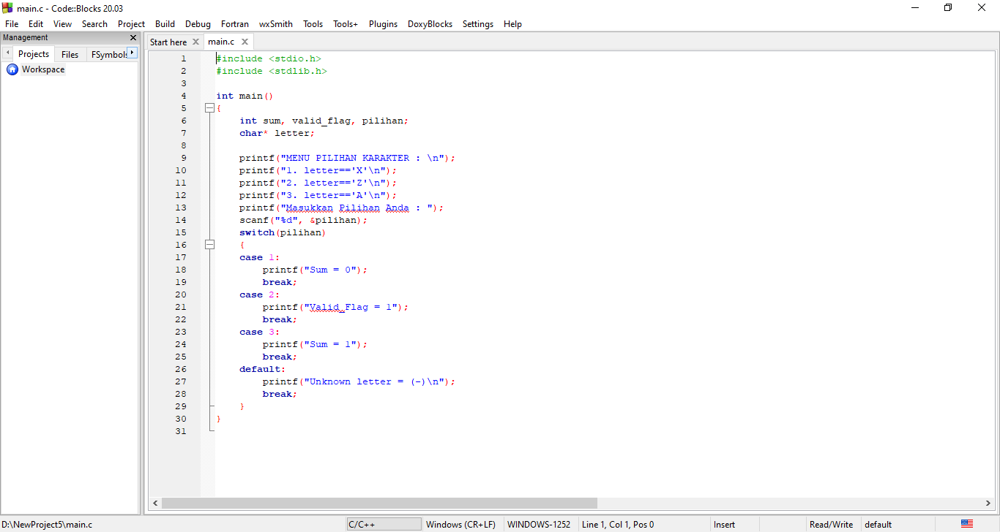 main.c - Code::Blocks 20.03
File Edit View Search Project Build Debug Fortran wxSmith Tools Tools+ Plugins DoxyBlocks Settings Help
Management
Projects Files FSymbols
Workspace
Start here main.c
1 #include <stdio.h>
2 #include <stdlib.h>
3
4 int main()
5 {
6 int sum, valid_flag, pilihan;
7 char* letter;
8
9 printf("MENU PILIHAN KARAKTER : \n");
10 printf("1. letter=='X'\n");
11 printf("2. letter=='Z'\n");
12 printf("3. letter=='A'\n");
13 printf("Masukkan Pilihan Anda : ");
14 scanf("%d", &pilihan);
15 switch(pilihan)
16 {
17 case 1:
18 printf("Sum = 0");
19 break;
20 case 2:
21 printf("Valid_Flag = 1");
22 break;
23 case 3:
24 printf("Sum = 1");
25 break;
26 default:
27 printf("Unknown letter = (-)\n");
28 break;
29 }
30 }
31
D:\NewProject5\main.c C/C++ Windows (CR+LF) WINDOWS-1252 Line 1, Col 1, Pos 0 Insert Read/Write default